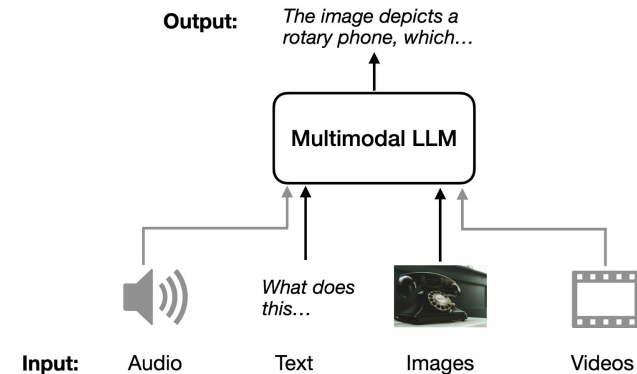 Output:
The image depicts a
rotary phone, which…
Multimodal LLM
What does
this…
Input:
Audio
Text
Images
Videos